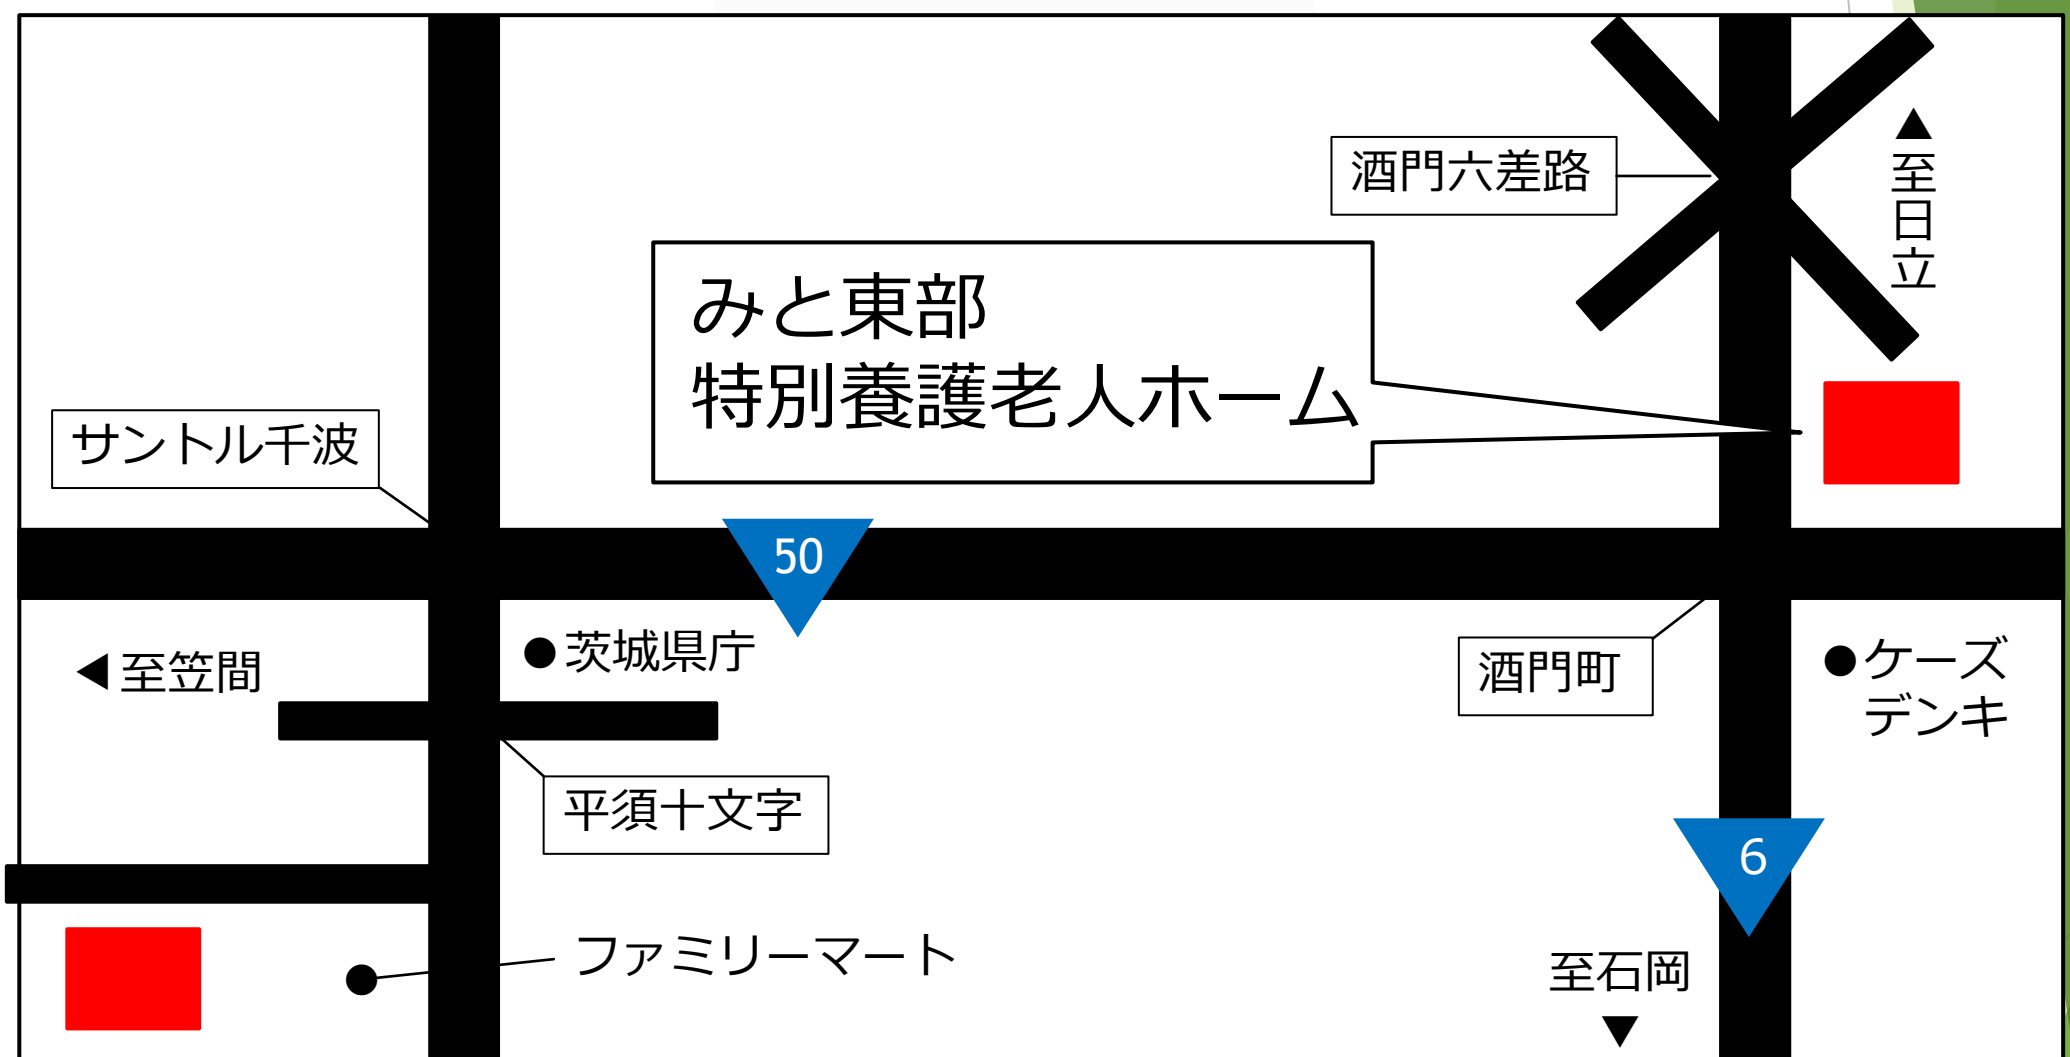 酒門六差路
▲至日立
みと東部
特別養護老人ホーム
サントル千波
50
◀至笠間
●茨城県庁
酒門町
●ケーズ
デンキ
平須十文字
6
ファミリーマート
至石岡
▼